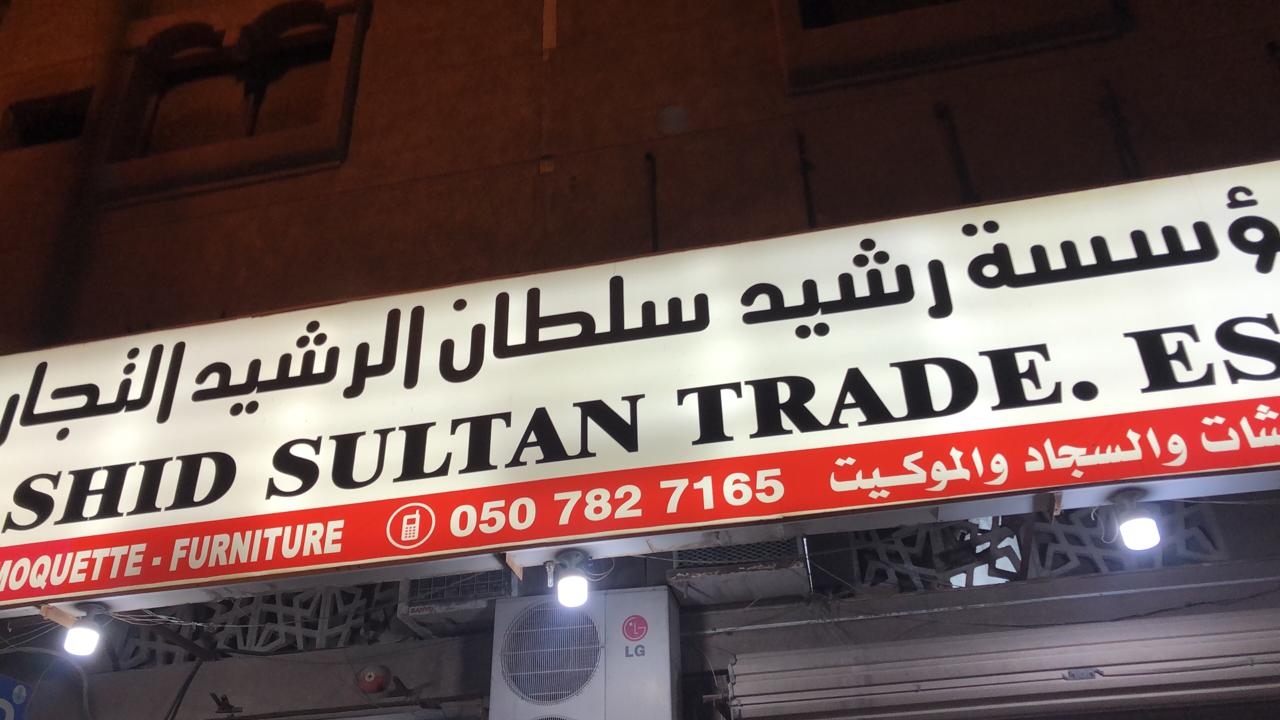 ؤسسة رشيد سلطان الرشيد التجار
SHID SULTAN TRADE. ES
MOQUETTE - FURNITURE 050 782 7165 شات والسجاد والموكيت
LG